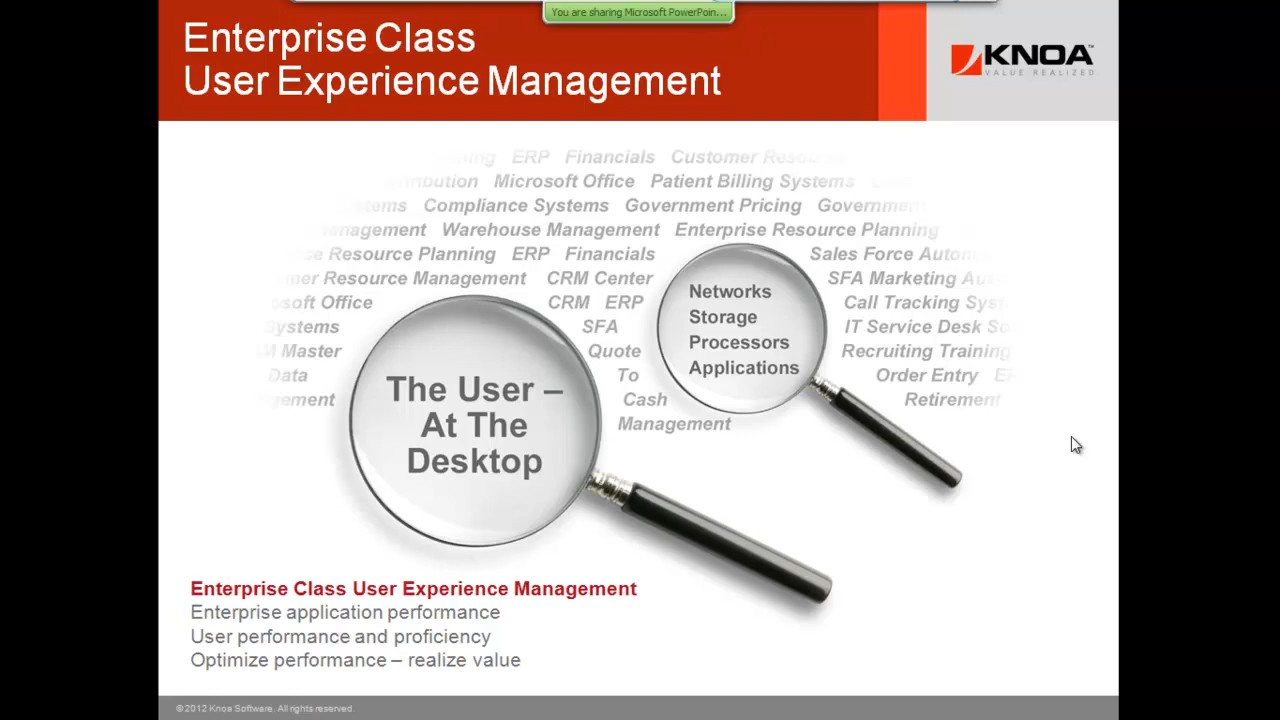 You are sharing Microsoft PowerPoin...
Enterprise Class
User Experience Management
KNOA™
VALUE REALIZED
ERP Financials Customer
Microsoft Office Patient Billing Systems
Compliance Systems Government Pricing
Warehouse Management Enterprise Resource Planning
Resource Planning ERP Financials Sales Force
Resource Management CRM Center SFA Marketing
Office CRM ERP Call Tracking
Systems SFA IT Service Desk
Master Quote Recruiting Training
Data To Order Entry
Cash Retirement
Management
Networks
Storage
Processors
Applications
The User –
At The
Desktop
Enterprise Class User Experience Management
Enterprise application performance
User performance and proficiency
Optimize performance – realize value
©2012 Knoa Software. All rights reserved.